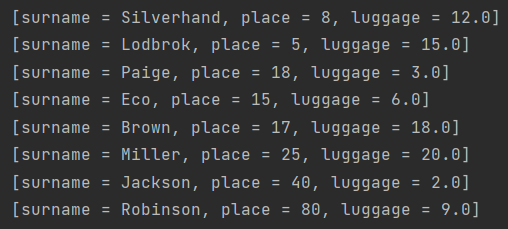 [surname = Silverhand, place = 8, luggage = 12.0]
[surname = Lodbrok, place = 5, luggage = 15.0]
[surname = Paige, place = 18, luggage = 3.0]
[surname = Eco, place = 15, luggage = 6.0]
[surname = Brown, place = 17, luggage = 18.0]
[surname = Miller, place = 25, luggage = 20.0]
[surname = Jackson, place = 40, luggage = 2.0]
[surname = Robinson, place = 80, luggage = 9.0]